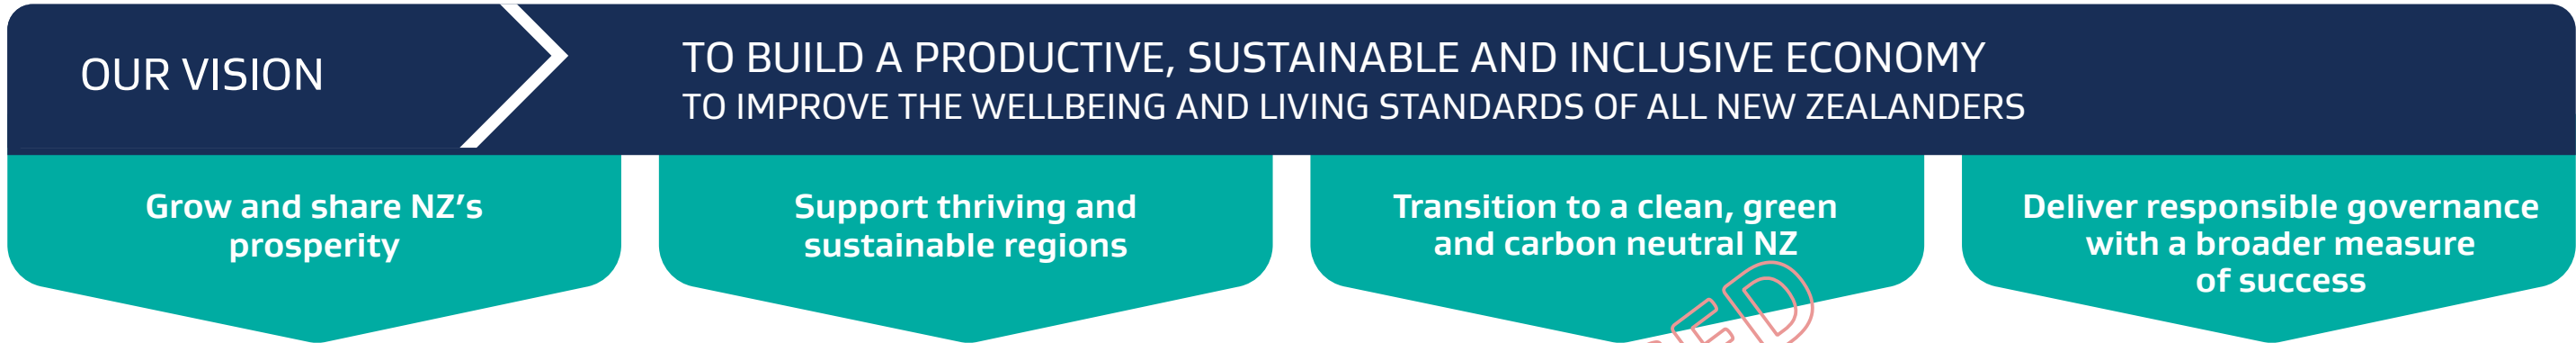 OUR VISION
TO BUILD A PRODUCTIVE, SUSTAINABLE AND INCLUSIVE ECONOMY
TO IMPROVE THE WELLBEING AND LIVING STANDARDS OF ALL NEW ZEALANDERS
Grow and share NZ’s
prosperity
Support thriving and
sustainable regions
Transition to a clean, green
and carbon neutral NZ
Deliver responsible governance
with a broader measure
of success